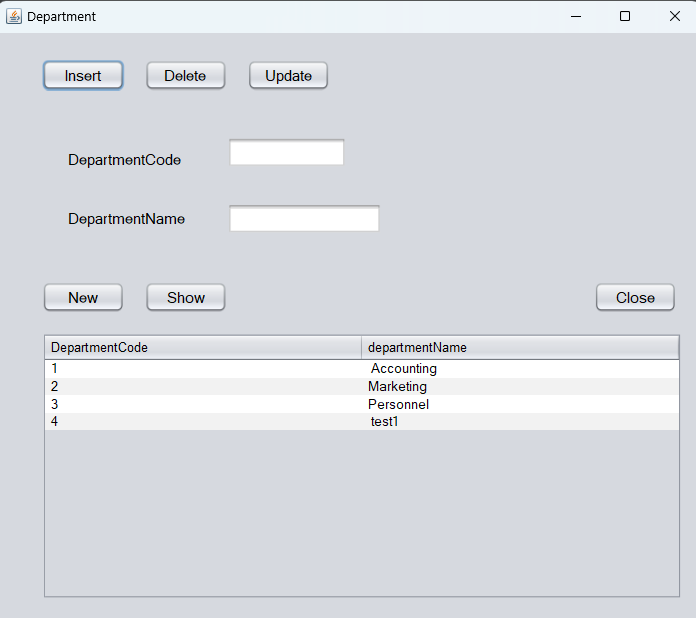 Department
Insert Delete Update
DepartmentCode
DepartmentName
New Show Close
DepartmentCode departmentName
1 Accounting
2 Marketing
3 Personnel
4 test1